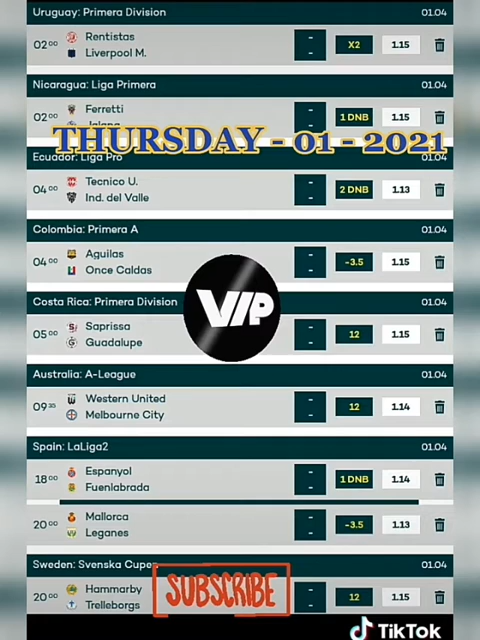 Uruguay: Primera Division 01.04
02 00 Rentistas - X2 1.15
Liverpool M. -
Nicaragua: Liga Primera 01.04
02 00 Ferretti - 1 DNB 1.15
Jalapa -
THURSDAY - 01 - 2021
Ecuador: Liga Pro 01.04
04 00 Tecnico U. - 2 DNB 1.13
Ind. del Valle -
Colombia: Primera A 01.04
04 00 Aguilas - -3.5 1.15
Once Caldas -
VIP
Costa Rica: Primera Division 01.04
05 00 Saprissa - 12 1.15
Guadalupe -
Australia: A-League 01.04
09 35 Western United - 12 1.14
Melbourne City -
Spain: LaLiga2 01.04
18 00 Espanyol - 1 DNB 1.14
Fuenlabrada -
20 00 Mallorca - -3.5 1.13
Leganes -
Sweden: Svenska Cupen 01.04
20 00 Hammarby - 12 1.15
Trelleborgs -
SUBSCRIBE
TikTok